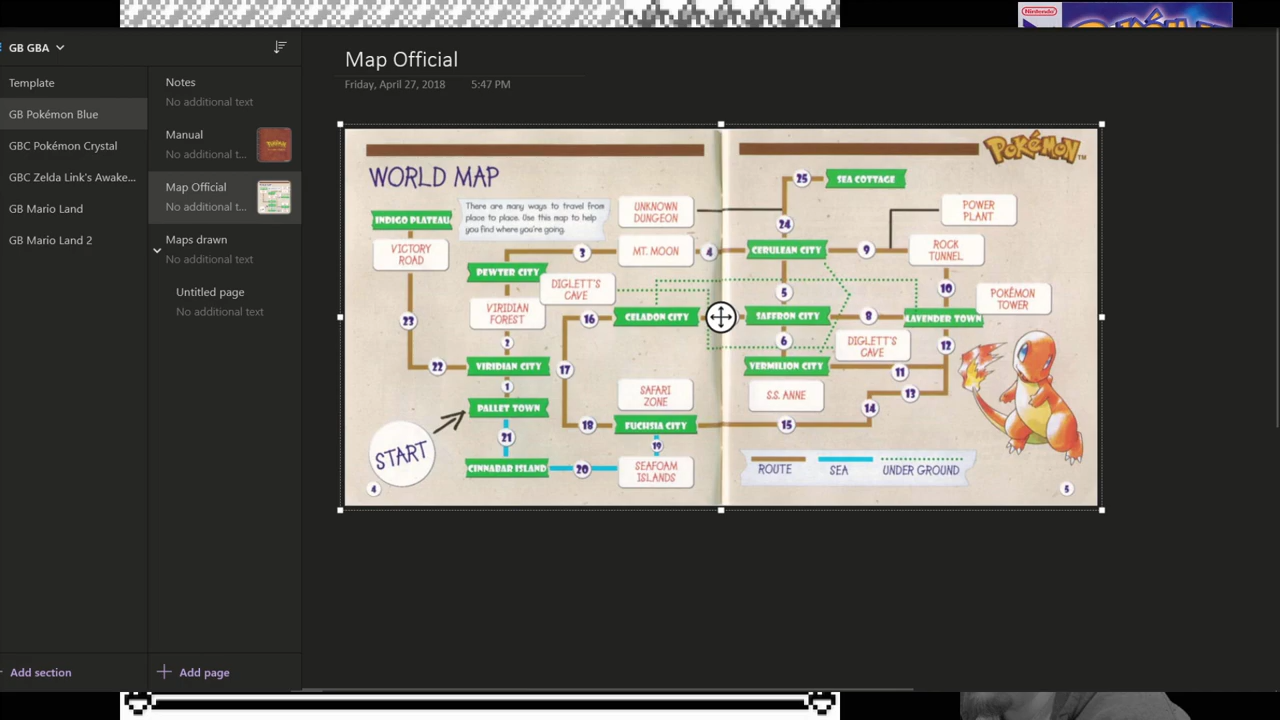 Nintendo
POKéMON
GB GBA
Template
GB Pokémon Blue
GBC Pokémon Crystal
GBC Zelda Link's Awake...
GB Mario Land
GB Mario Land 2
Add section
Notes
No additional text
Manual
No additional t...
Map Official
No additional t...
Maps drawn
No additional text
Untitled page
No additional text
Add page
Map Official
Friday, April 27, 2018
5:47 PM
WORLD MAP
POKéMON
TM
There are many ways to travel from
place to place. Use this map to help
you find where you're going.
INDIGO PLATEAU
VICTORY
ROAD
23
22
PEWTER CITY
3
MT. MOON
4
UNKNOWN
DUNGEON
DIGLETT'S
CAVE
VIRIDIAN
FOREST
2
VIRIDIAN CITY
1
PALLET TOWN
START
21
CINNABAR ISLAND
20
SEAFOAM
ISLANDS
19
FUCHSIA CITY
SAFARI
ZONE
18
17
16
CELADON CITY
25
SEA COTTAGE
24
CERULEAN CITY
9
POWER
PLANT
ROCK
TUNNEL
10
5
SAFFRON CITY
8
LAVENDER TOWN
POKÉMON
TOWER
6
DIGLETT'S
CAVE
12
VERMILION CITY
11
S.S. ANNE
13
14
15
ROUTE
SEA
UNDER GROUND
4
5